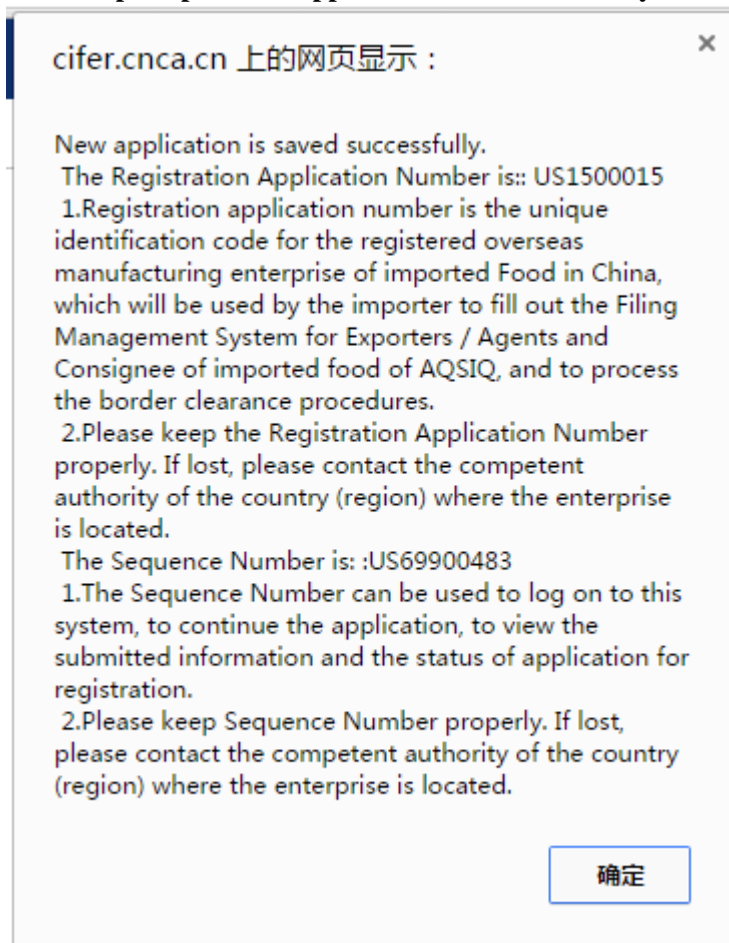 cifer.cnca.cn 上的网页显示：
×
New application is saved successfully.
The Registration Application Number is:: US1500015
1.Registration application number is the unique
identification code for the registered overseas
manufacturing enterprise of imported Food in China,
which will be used by the importer to fill out the Filing
Management System for Exporters / Agents and
Consignee of imported food of AQSIQ, and to process
the border clearance procedures.
2.Please keep the Registration Application Number
properly. If lost, please contact the competent
authority of the country (region) where the enterprise
is located.
The Sequence Number is: :US69900483
1.The Sequence Number can be used to log on to this
system, to continue the application, to view the
submitted information and the status of application for
registration.
2.Please keep Sequence Number properly. If lost,
please contact the competent authority of the country
(region) where the enterprise is located.
确定